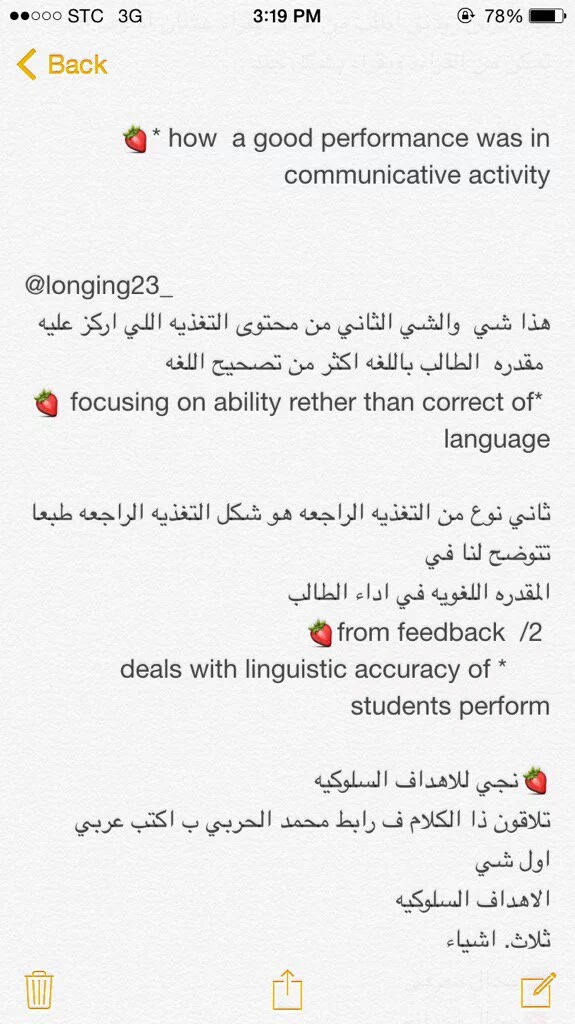 STC 3G 3:19 PM 78%
Back
🍓* how a good performance was in
communicative activity
@longing23_
هذا شي والشي الثاني من محتوى التغذيه اللي اركز عليه
مقدره الطالب باللغه اكثر من تصحيح اللغه
🍓 focusing on ability rether than correct of*
language
ثاني نوع من التغذيه الراجعه هو شكل التغذيه الراجعه طبعا
تتوضح لنا في
المقدره اللغويه في اداء الطالب
🍓from feedback /2
deals with linguistic accuracy of *
students perform
🍓نجي للاهداف السلوكيه
تلاقون ذا الكلام ف رابط محمد الحربي ب اكتب عربي
اول شي
الاهداف السلوكيه
ثلاث. اشياء